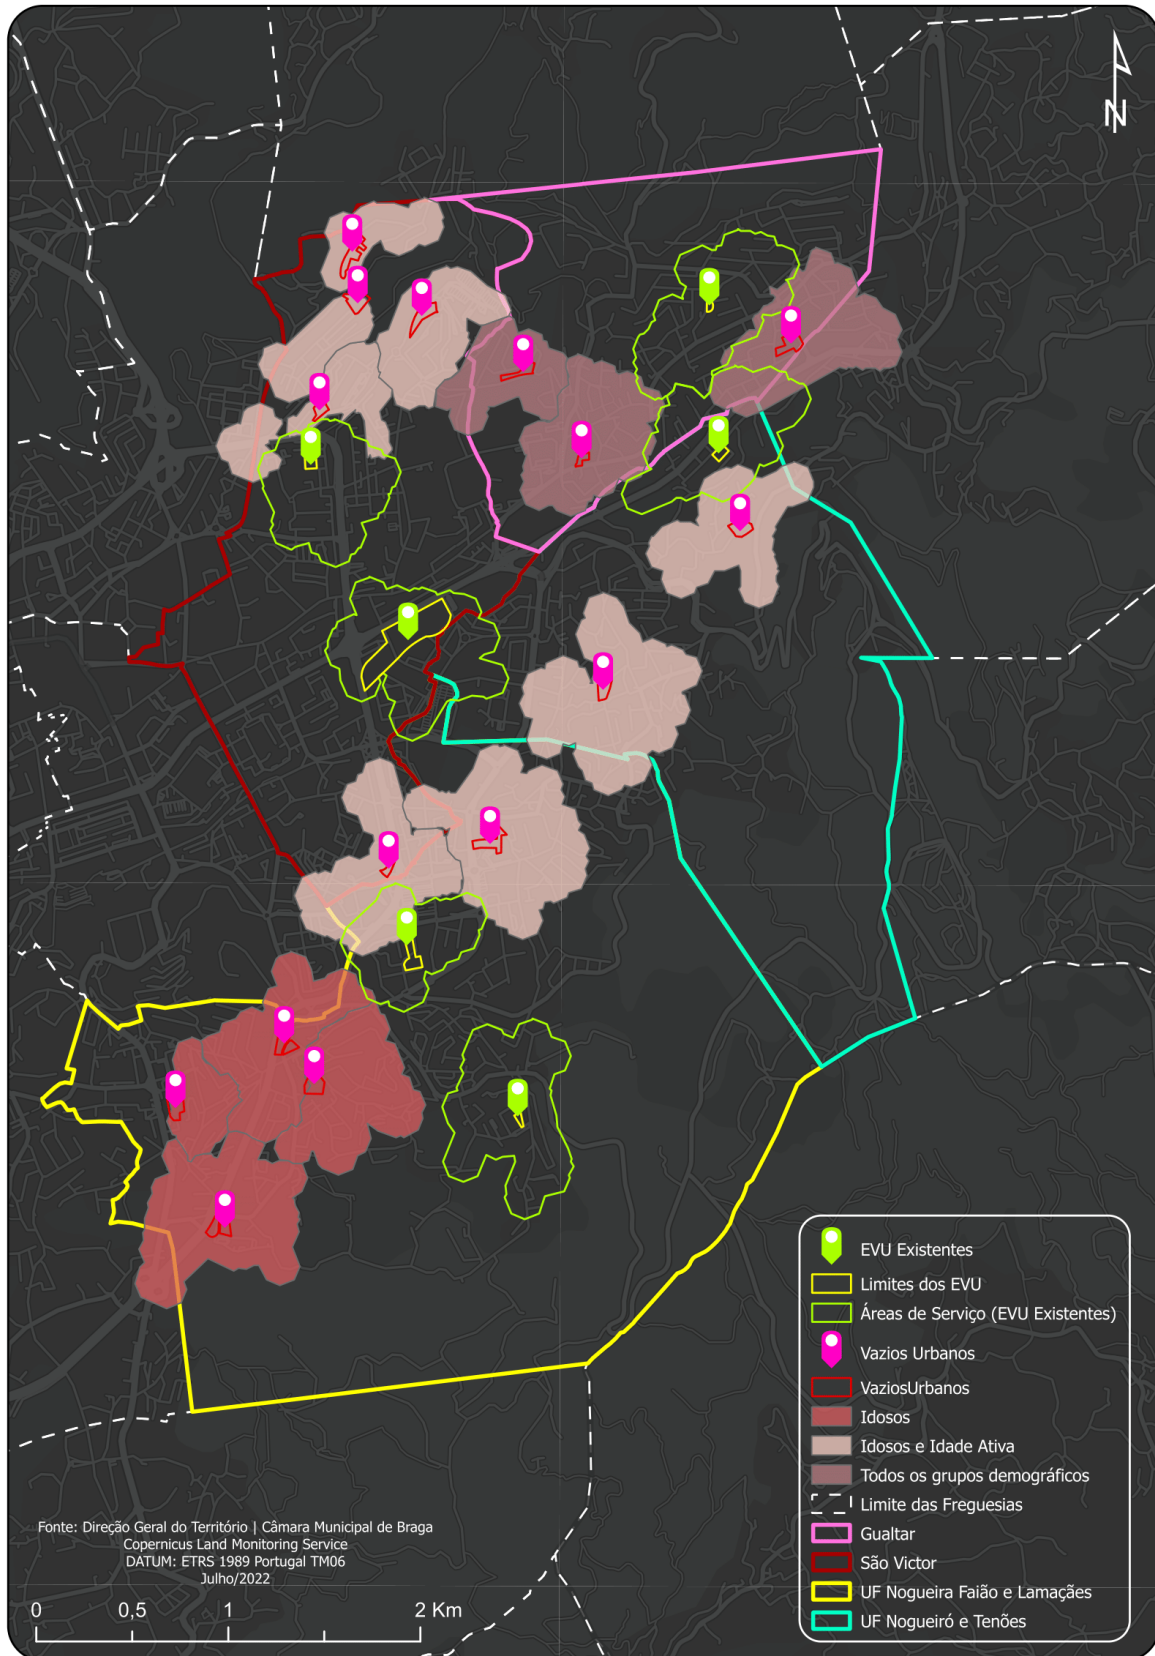 N
EVU Existentes
Limites dos EVU
Áreas de Serviço (EVU Existentes)
Vazios Urbanos
VaziosUrbanos
Idosos
Idosos e Idade Ativa
Todos os grupos demográficos
Limite das Freguesias
Gualtar
São Victor
UF Nogueira Faião e Lamações
UF Nogueiró e Tenões
Fonte: Direção Geral do Território | Câmara Municipal de Braga
Copernicus Land Monitoring Service
DATUM: ETRS 1989 Portugal TM06
Julho/2022
0 0,5 1 2 Km